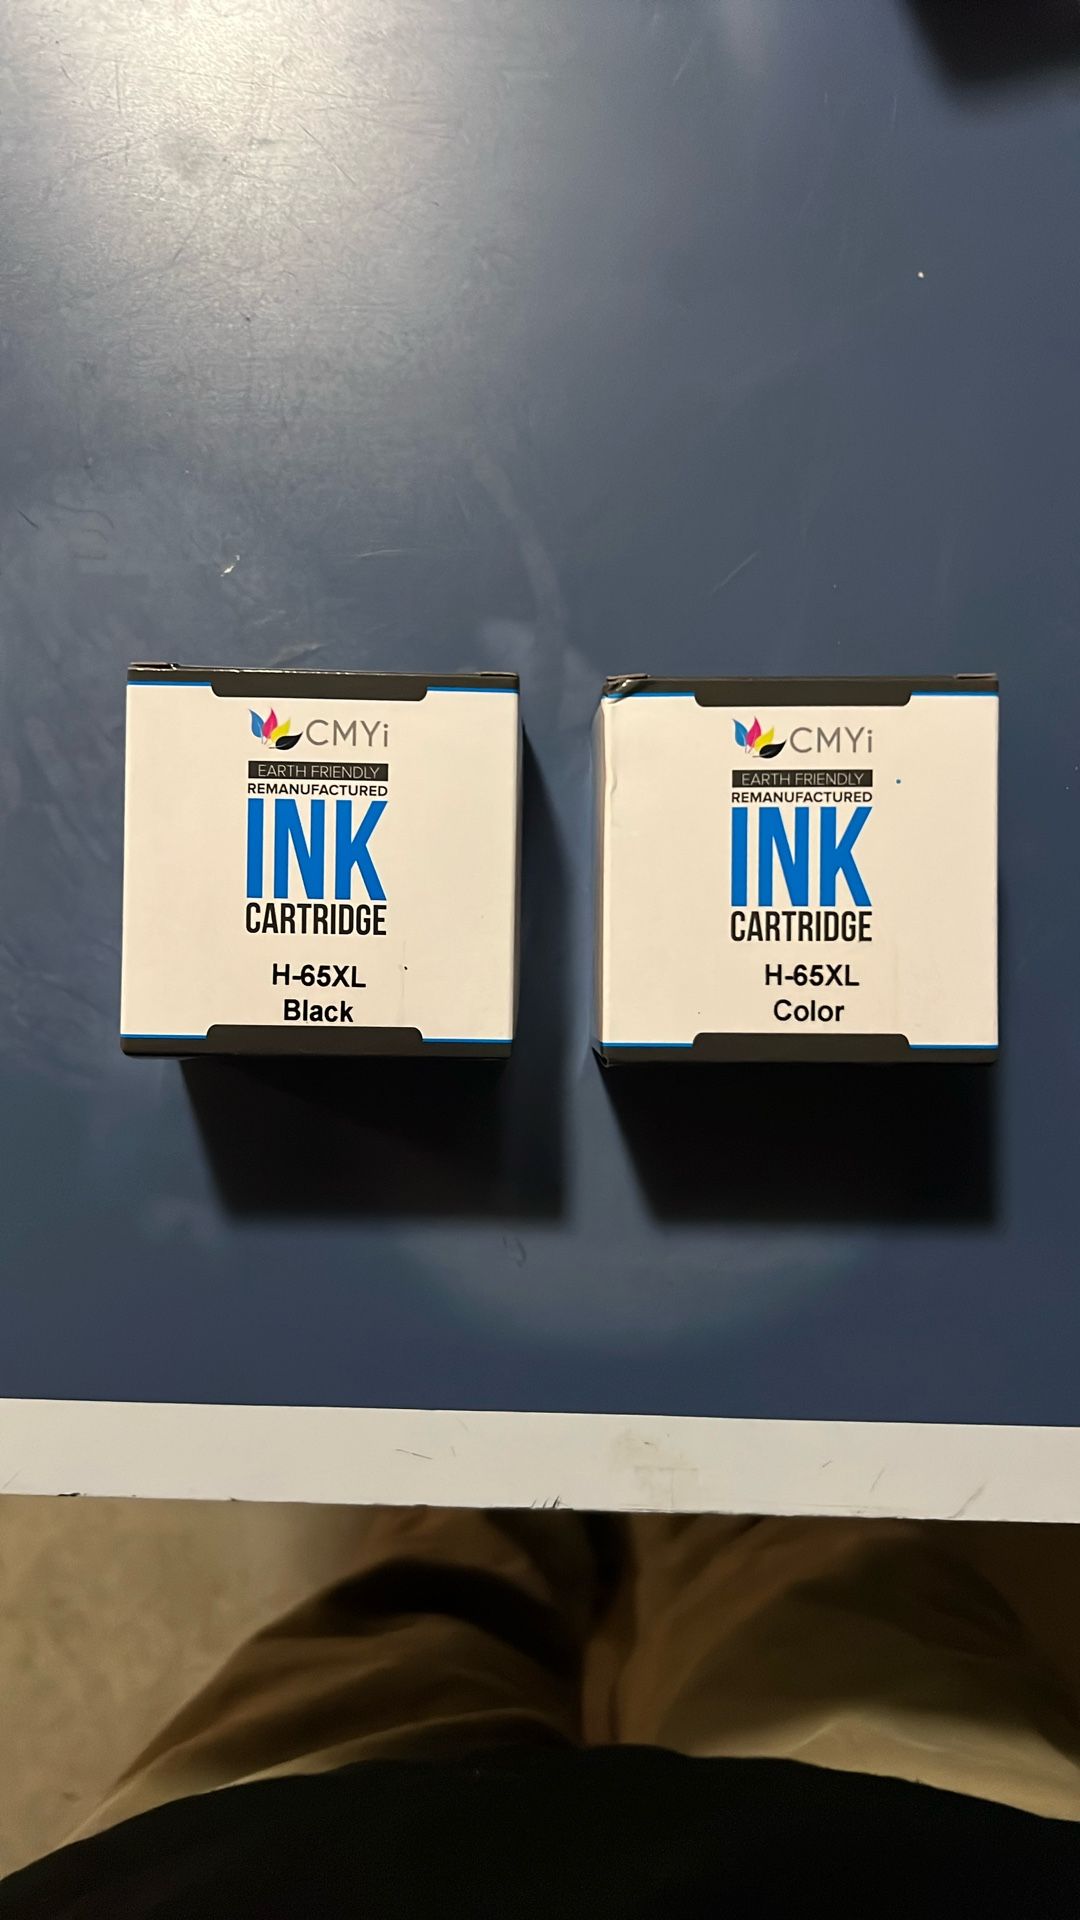 CMYi
EARTH FRIENDLY
REMANUFACTURED
INK
CARTRIDGE
H-65XL
Black
CMYi
EARTH FRIENDLY
REMANUFACTURED
INK
CARTRIDGE
H-65XL
Color